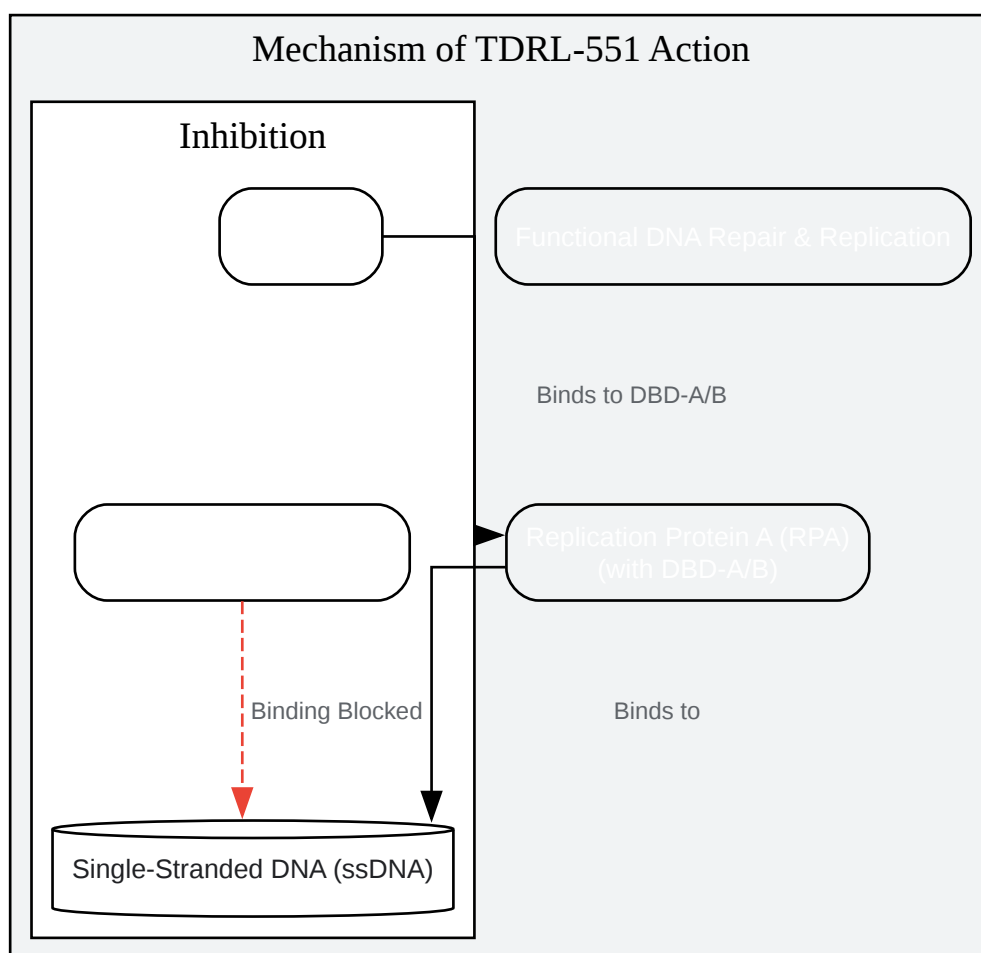 Mechanism of TDRL-551 Action
Inhibition
Functional DNA Repair & Replication
Binds to DBD-A/B
Replication Protein A (RPA)
(with DBD-A/B)
Binding Blocked
Binds to
Single-Stranded DNA (ssDNA)